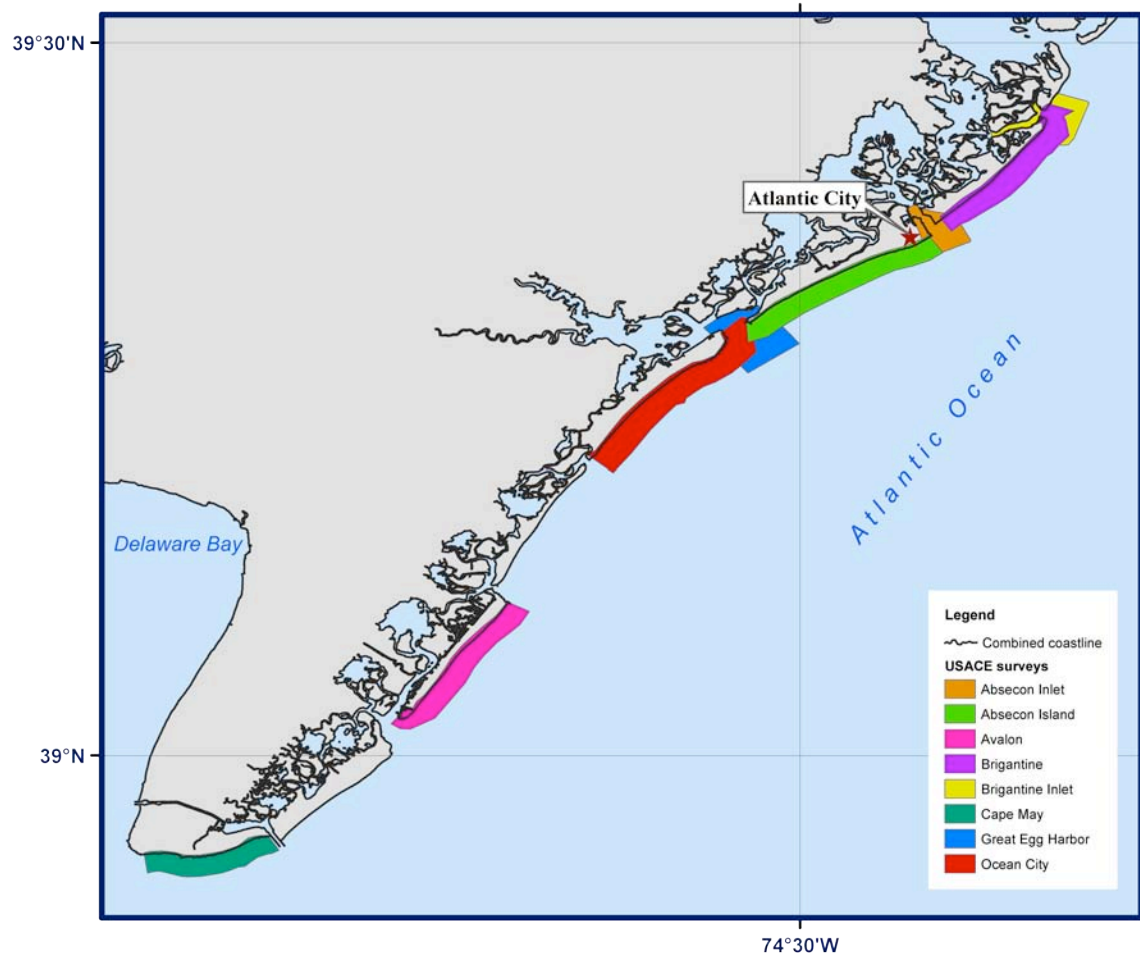 39°30'N
Atlantic City
Atlantic Ocean
Delaware Bay
Legend
Combined coastline
USACE surveys
Absecon Inlet
Absecon Island
Avalon
Brigantine
Brigantine Inlet
Cape May
Great Egg Harbor
Ocean City
39°N
74°30'W